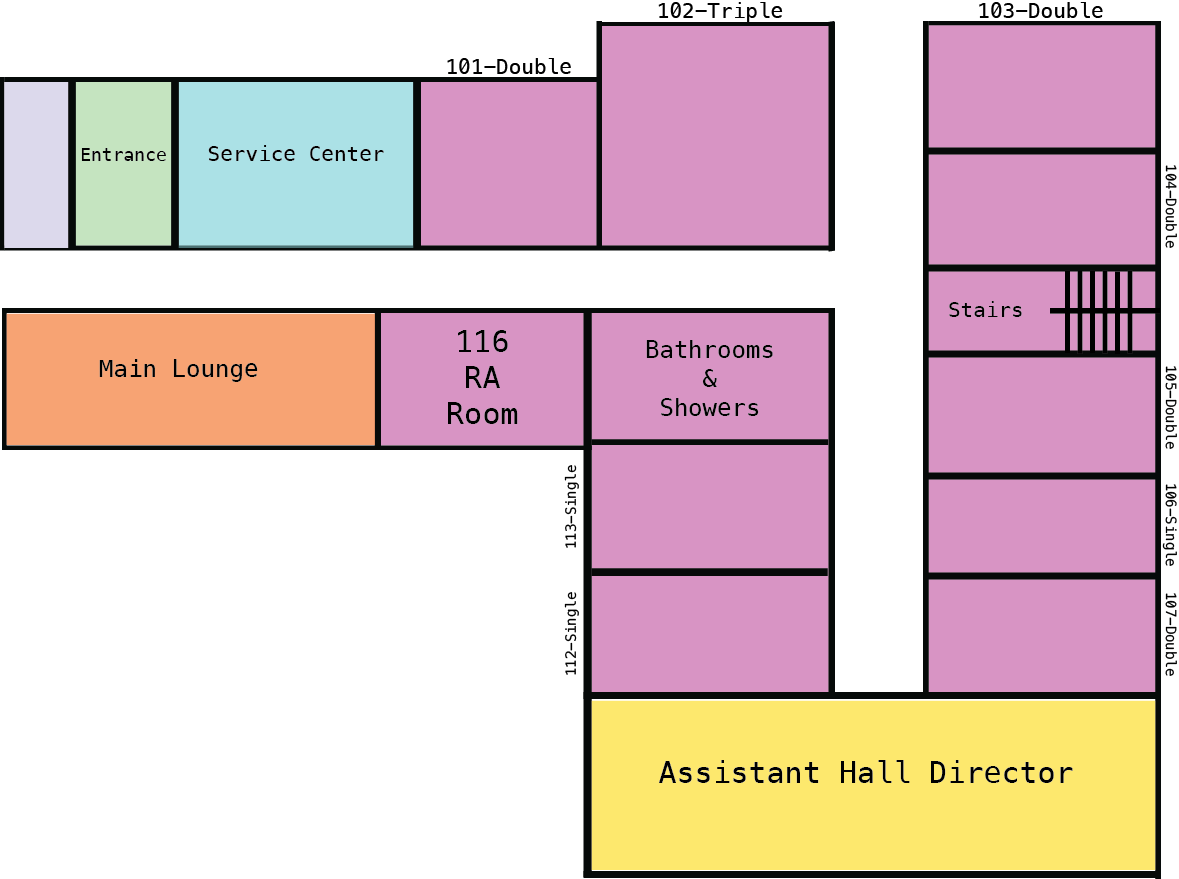 102-Triple
103-Double
101-Double
Entrance
Service Center
104-Double
Stairs
Main Lounge
116
RA
Room
Bathrooms
&
Showers
105-Double
113-Single
106-Single
112-Single
107-Double
Assistant Hall Director